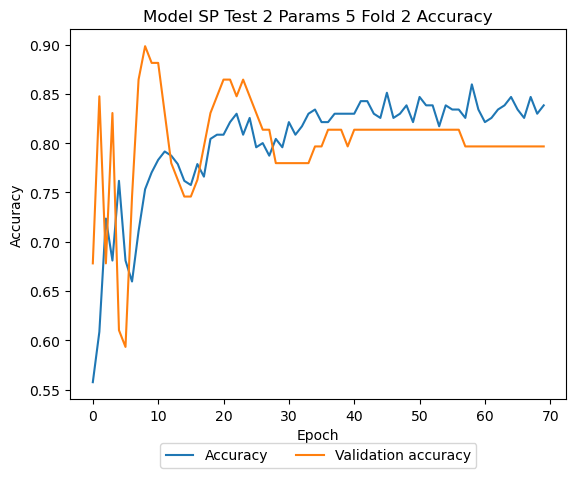 Model SP Test 2 Params 5 Fold 2 Accuracy
Accuracy
0.90
0.85
0.80
0.75
0.70
0.65
0.60
0.55
0 10 20 30 40 50 60 70
Epoch
Accuracy Validation accuracy